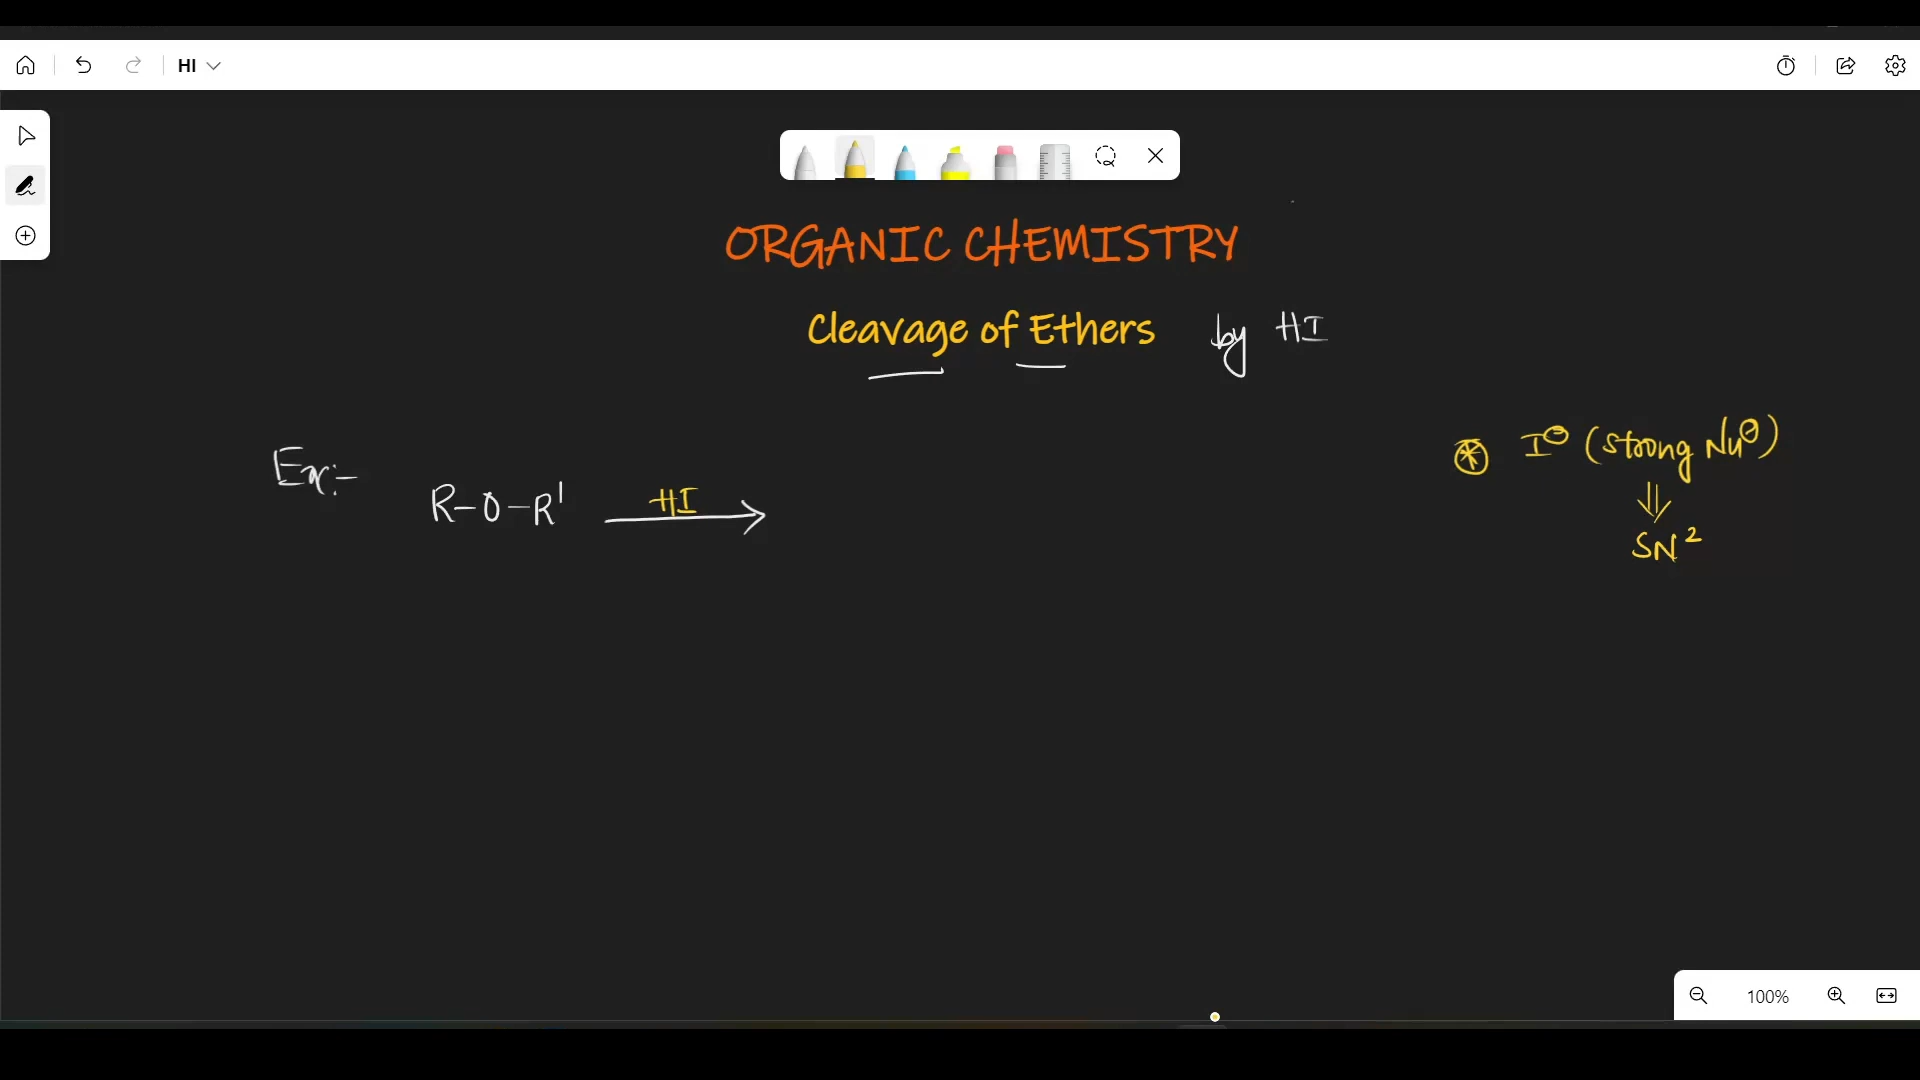 HI
ORGANIC CHEMISTRY
Cleavage of Ethers by HI
Ex:-
R-O-R' HI
⊛ I⊖ (strong Nu⊖)
⇓
SN²
100%